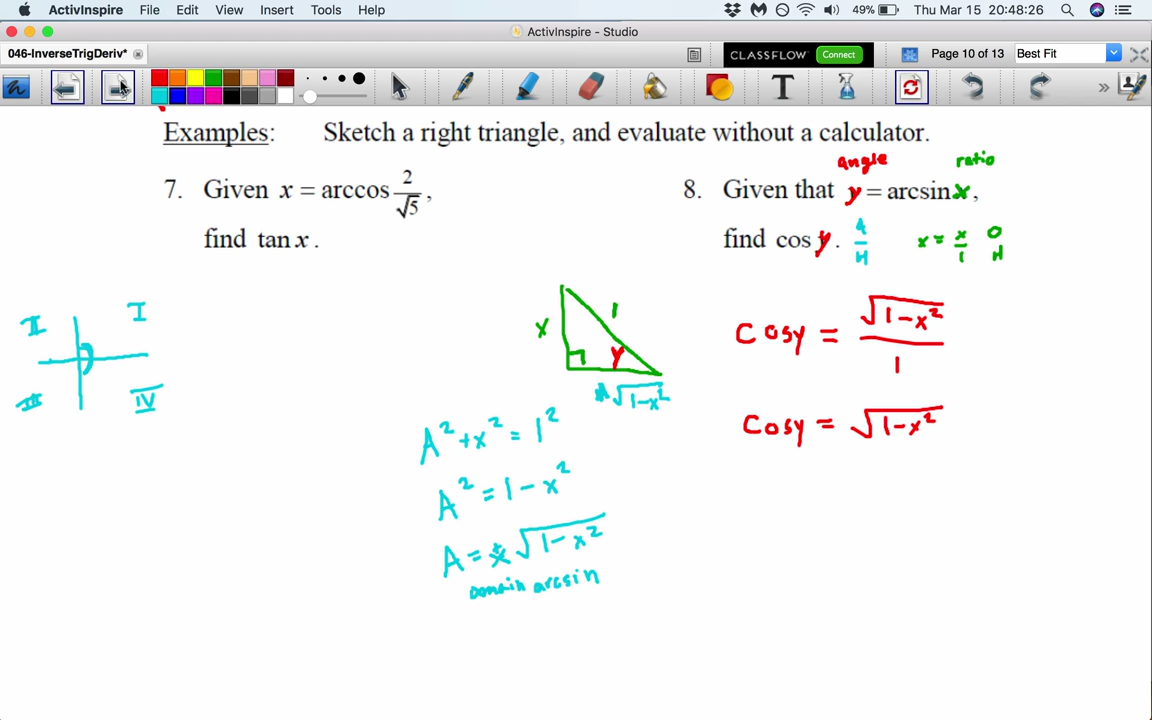 ActivInspire File Edit View Insert Tools Help 49% Thu Mar 15 20:48:26
ActivInspire - Studio
046-InverseTrigDeriv* CLASSFLOW Connect Page 10 of 13 Best Fit
Examples: Sketch a right triangle, and evaluate without a calculator.
7. Given x = arccos 2/√5,
find tan x.
angle ratio
8. Given that y = arcsin x,
find cos y. A/H x = x/1 O/H
II I
III IV
x 1
y
A √1-x²
A² + x² = 1²
A² = 1 - x²
A = ± √1-x²
Domain arcsin
Cosy = √1-x² / 1
Cosy = √1-x²